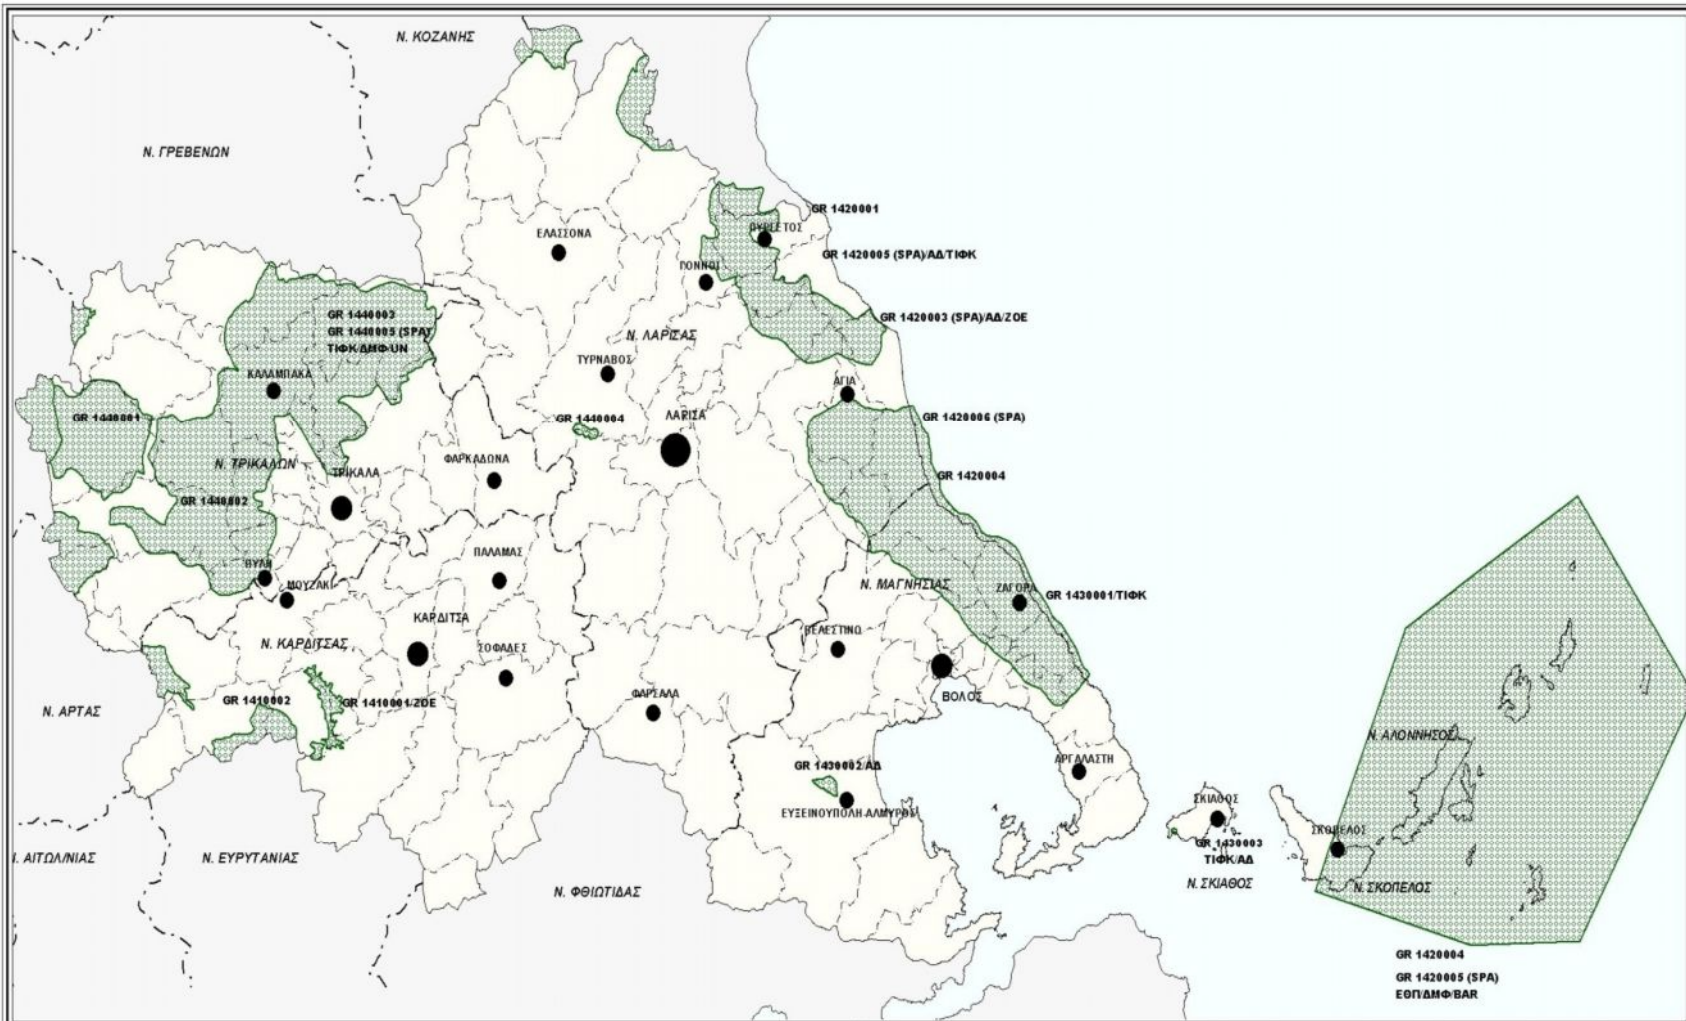 Ν. ΚΟΖΑΝΗΣ
Ν. ΓΡΕΒΕΝΩΝ
GR 1420001
ΠΥΡΓΕΤΟΣ
ΕΛΑΣΣΟΝΑ
GR 1420005 (SPA)/ΑΔ/ΤΙΦΚ
ΓΟΝΝΟΙ
GR 1440003
GR 1420003 (SPA)/ΑΔ/ΖΟΕ
GR 1440005 (SPA)
Ν. ΛΑΡΙΣΑΣ
ΤΙΦΚ/ΔΜΦ/UN
ΤΥΡΝΑΒΟΣ
ΚΑΛΑΜΠΑΚΑ
ΑΓΙΑ
GR 1440001
GR 1440004
ΛΑΡΙΣΑ
GR 1420006 (SPA)
Ν. ΤΡΙΚΑΛΩΝ
ΦΑΡΚΑΔΩΝΑ
ΤΡΙΚΑΛΑ
GR 1420004
GR 1440002
ΠΑΛΑΜΑΣ
ΠΥΛΗ
ΜΟΥΖΑΚΙ
Ν. ΜΑΓΝΗΣΙΑΣ
ΖΑΓΟΡΑ
GR 1430001/ΤΙΦΚ
ΚΑΡΔΙΤΣΑ
ΒΕΛΕΣΤΙΝΟ
Ν. ΚΑΡΔΙΤΣΑΣ
ΣΟΦΑΔΕΣ
ΦΑΡΣΑΛΑ
ΒΟΛΟΣ
GR 1410002
GR 1410001/ΖΟΕ
Ν. ΑΡΤΑΣ
Ν. ΑΛΟΝΝΗΣΟΣ
ΑΡΓΑΛΑΣΤΗ
GR 1430002/ΑΔ
ΣΚΙΑΘΟΣ
ΕΥΞΕΙΝΟΥΠΟΛΗ-ΑΛΜΥΡΟΣ
ΣΚΟΠΕΛΟΣ
GR 1430003
ΤΙΦΚ/ΑΔ
Ι. ΑΙΤΩΛ/ΝΙΑΣ
Ν. ΕΥΡΥΤΑΝΙΑΣ
Ν. ΦΘΙΩΤΙΔΑΣ
Ν. ΣΚΙΑΘΟΣ
Ν. ΣΚΟΠΕΛΟΣ
GR 1420004
GR 1420005 (SPA)
ΕΘΠ/ΔΜΦ/BAR